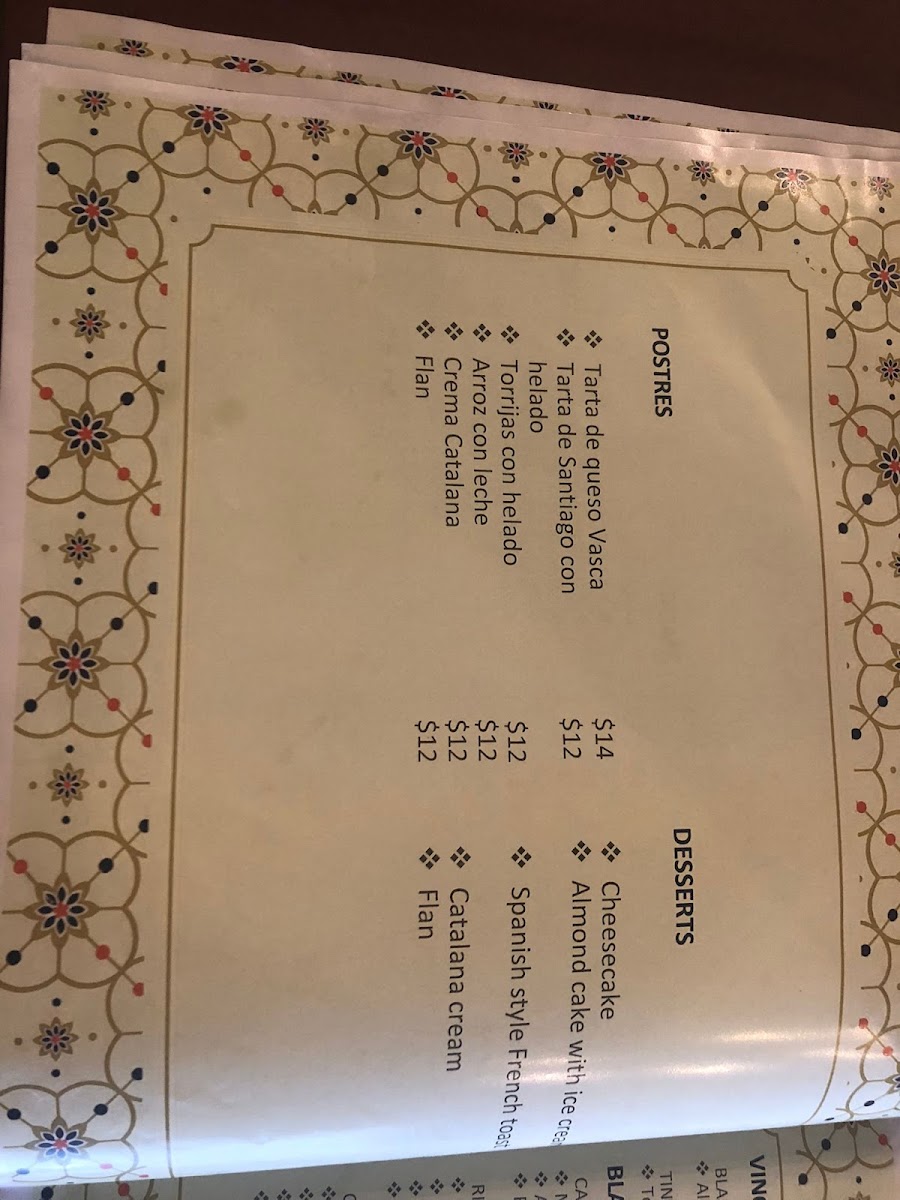 POSTRES
❖ Tarta de queso Vasca $14
❖ Tarta de Santiago con $12
helado
❖ Torrijas con helado $12
❖ Arroz con leche $12
❖ Crema Catalana $12
❖ Flan $12
DESSERTS
❖ Cheesecake
❖ Almond cake with ice
❖ Spanish style French toast
❖ Catalana cream
❖ Flan